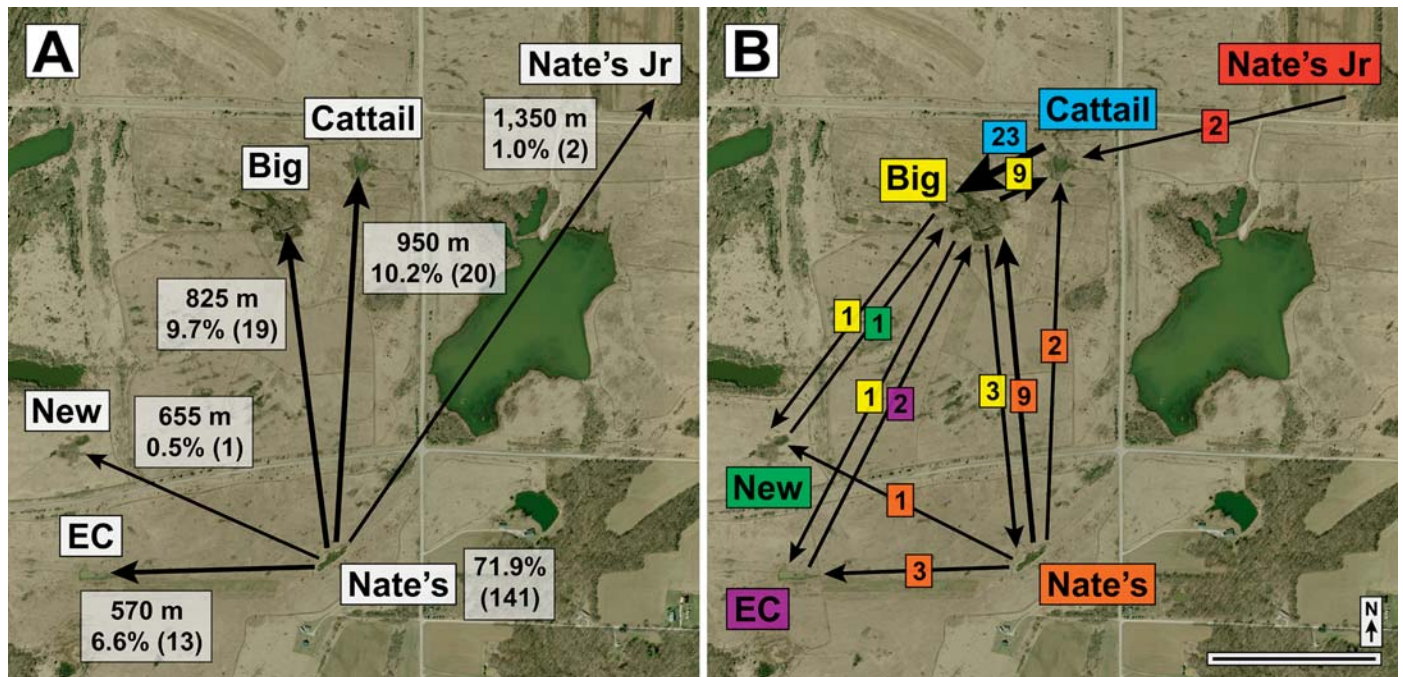 A
Nate's Jr
1,350 m
1.0% (2)
Cattail
Big
950 m
10.2% (20)
825 m
9.7% (19)
New
655 m
0.5% (1)
EC
570 m
6.6% (13)
Nate's
71.9%
(141)
B
Nate's Jr
Cattail
2
23
9
Big
1
1
2
1
2
3
9
New
1
3
EC
Nate's
N